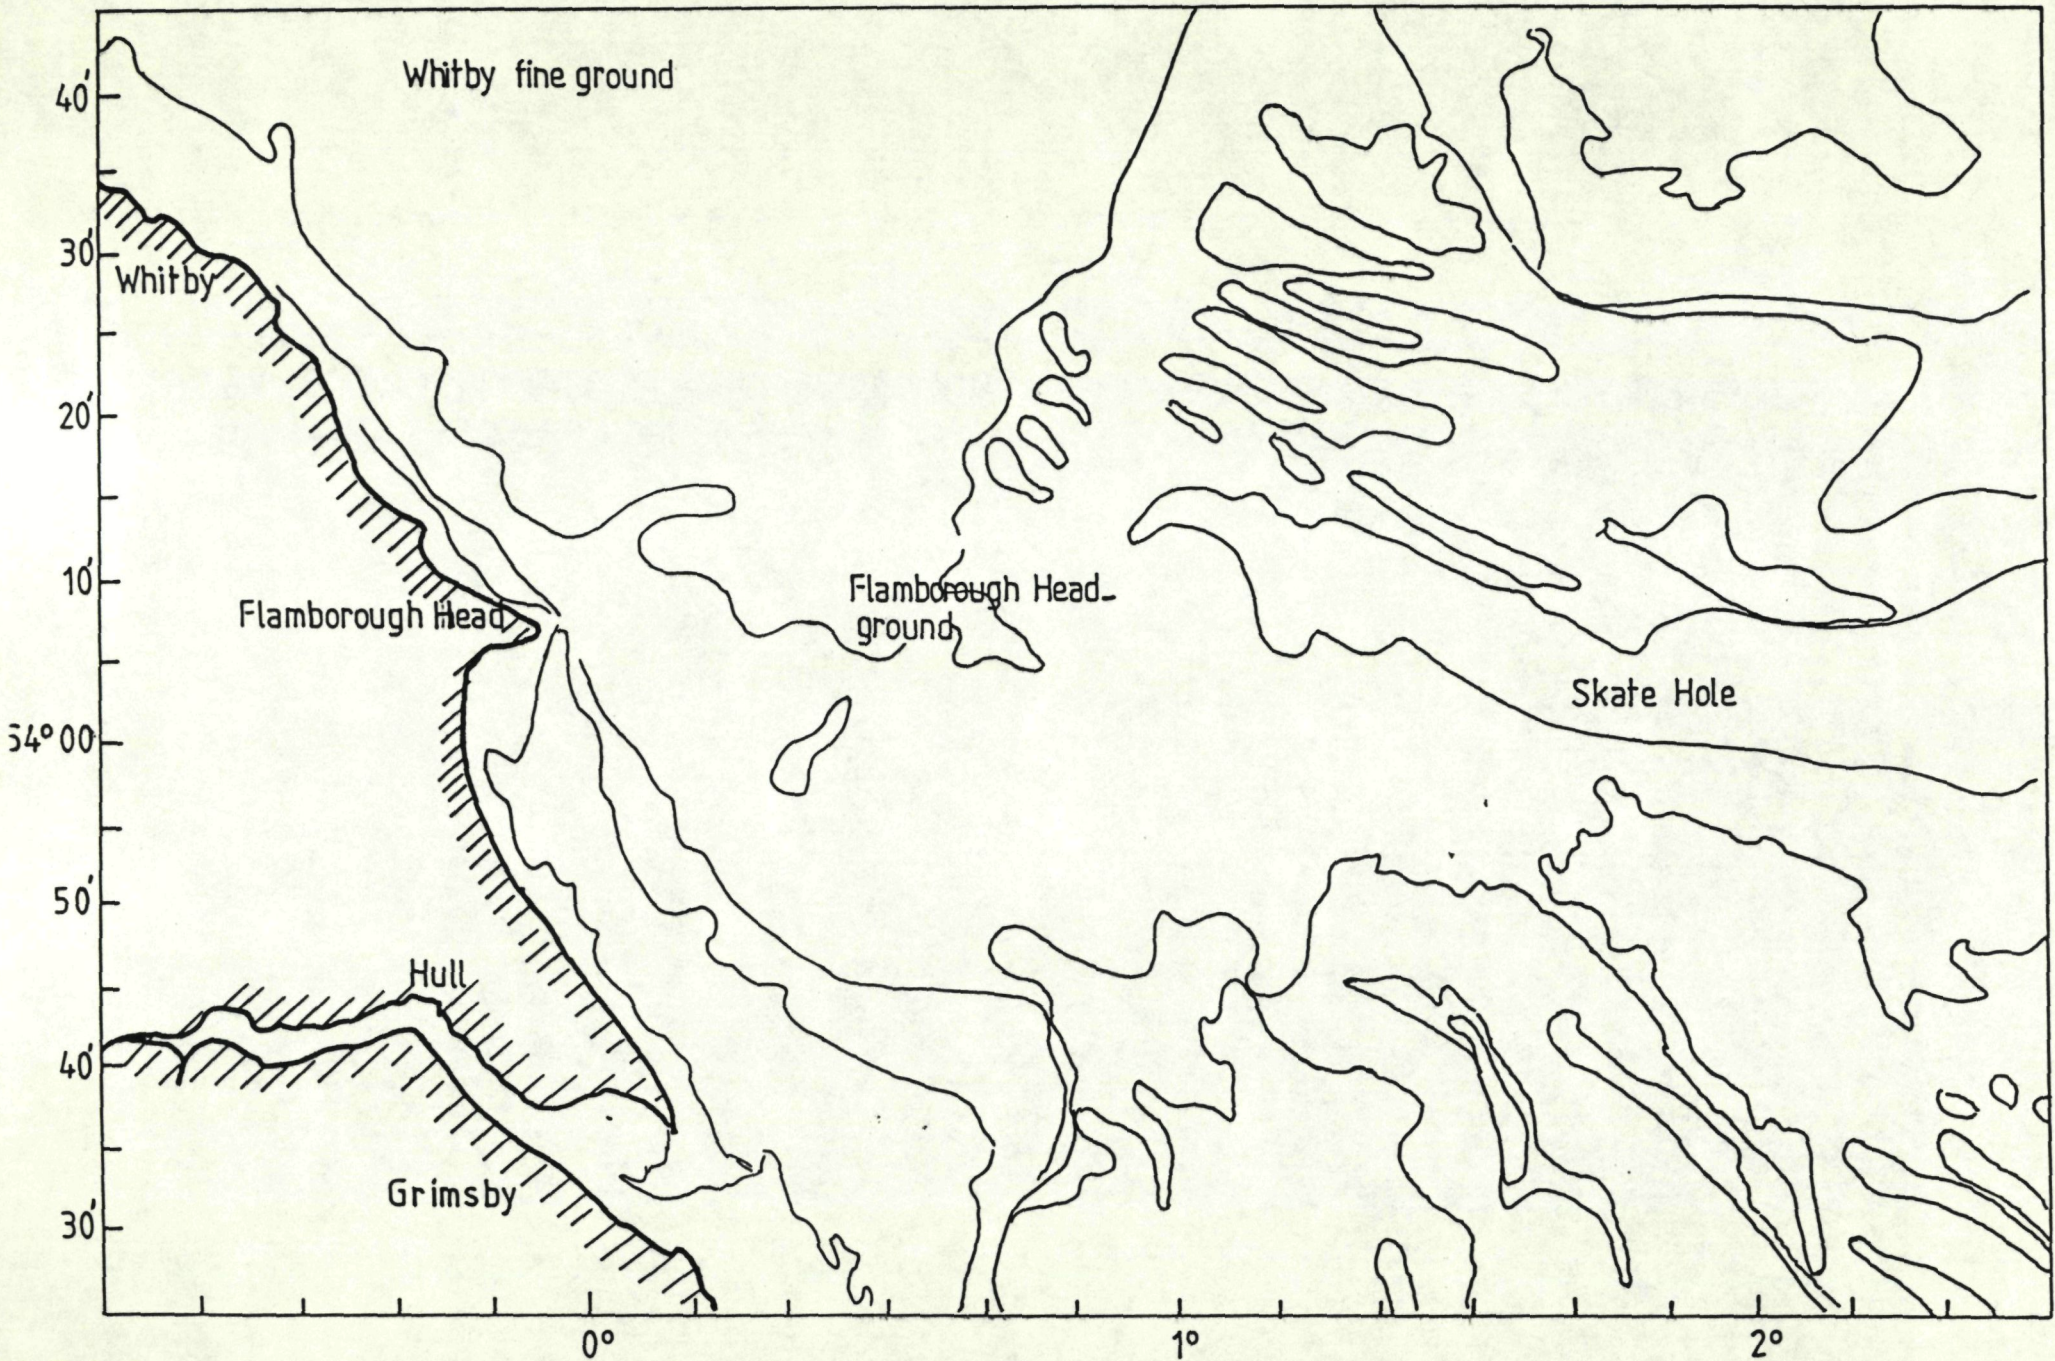 Whitby fine ground
40'
30'
Whitby
20'
10'
Flamborough Head
Flamborough Head
ground
54°00'
Skate Hole
50'
Hull
40'
Grimsby
30'
0°
1°
2°